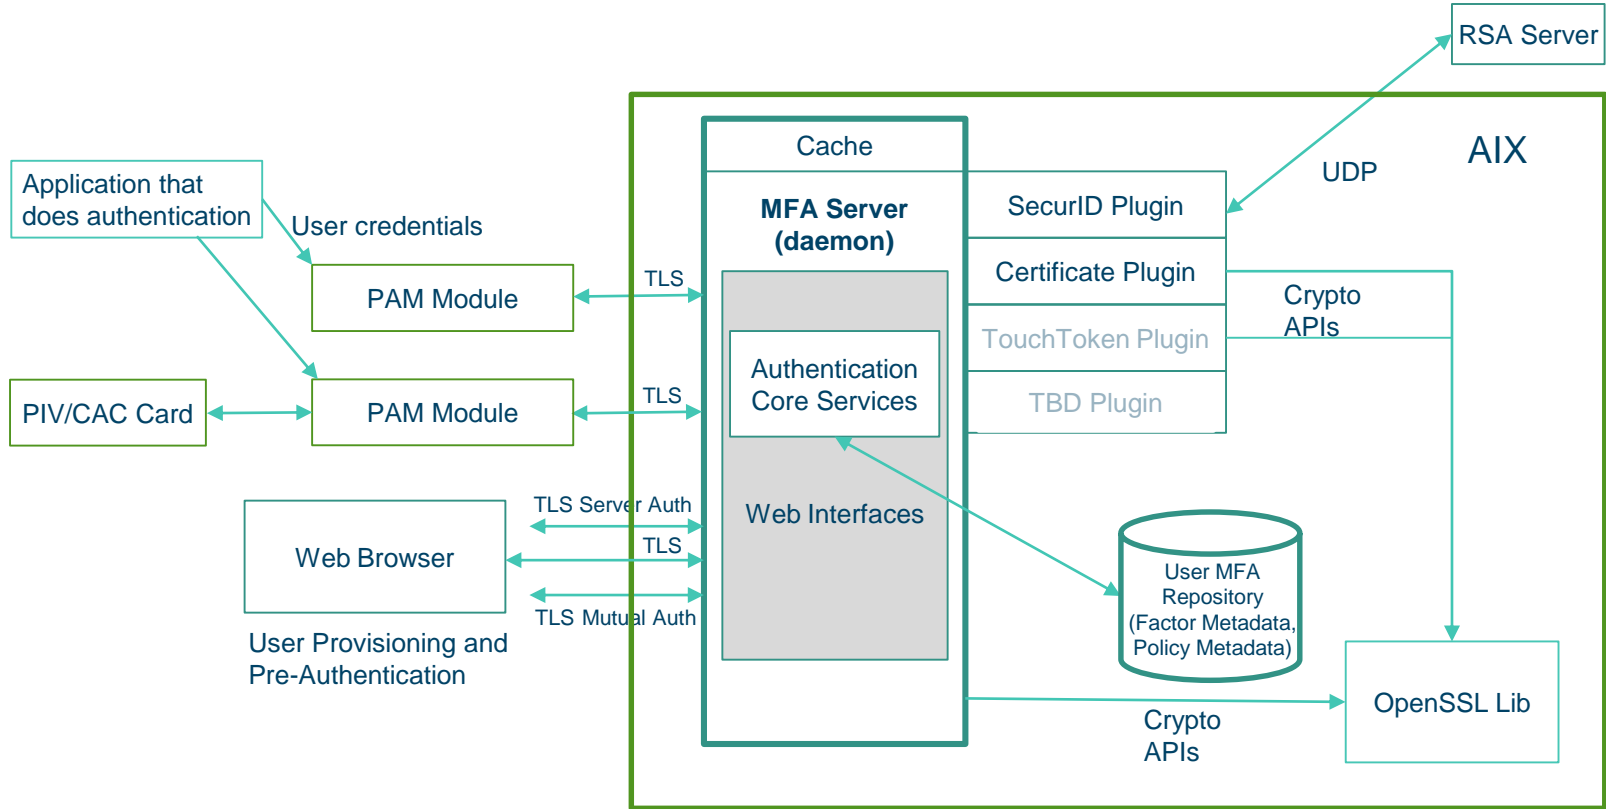 RSA Server
AIX
UDP
Cache
MFA Server
(daemon)
SecurID Plugin
Certificate Plugin
TouchToken Plugin
TBD Plugin
Crypto
APIs
Application that
does authentication
User credentials
PAM Module
TLS
PIV/CAC Card
PAM Module
TLS
Authentication
Core Services
Web Interfaces
TLS Server Auth
TLS
TLS Mutual Auth
Web Browser
User Provisioning and
Pre-Authentication
User MFA
Repository
(Factor Metadata,
Policy Metadata)
Crypto
APIs
OpenSSL Lib